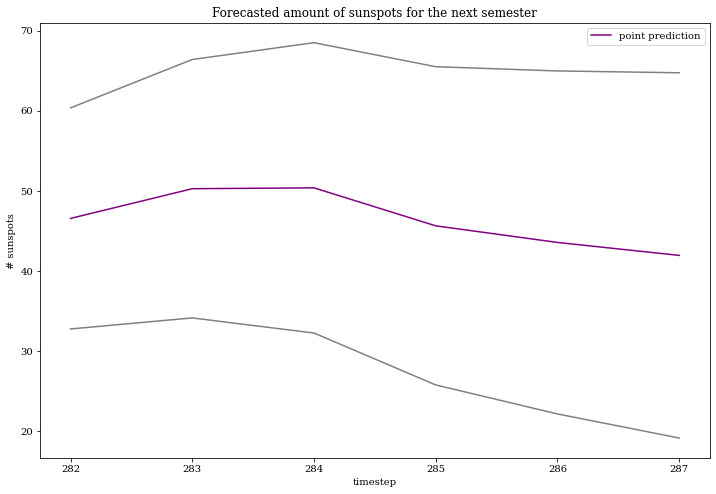 Forecasted amount of sunspots for the next semester
point prediction
70
60
50
40
30
20
# sunspots
282 283 284 285 286 287
timestep